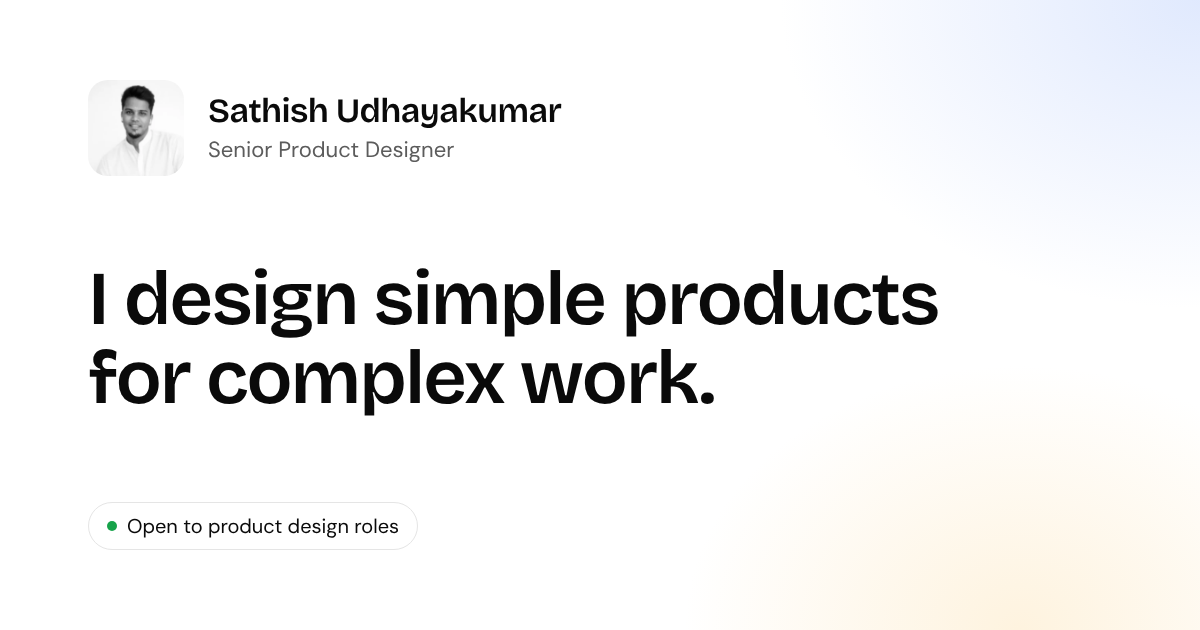 Sathish Udhayakumar
Senior Product Designer
I design simple products
for complex work.
Open to product design roles